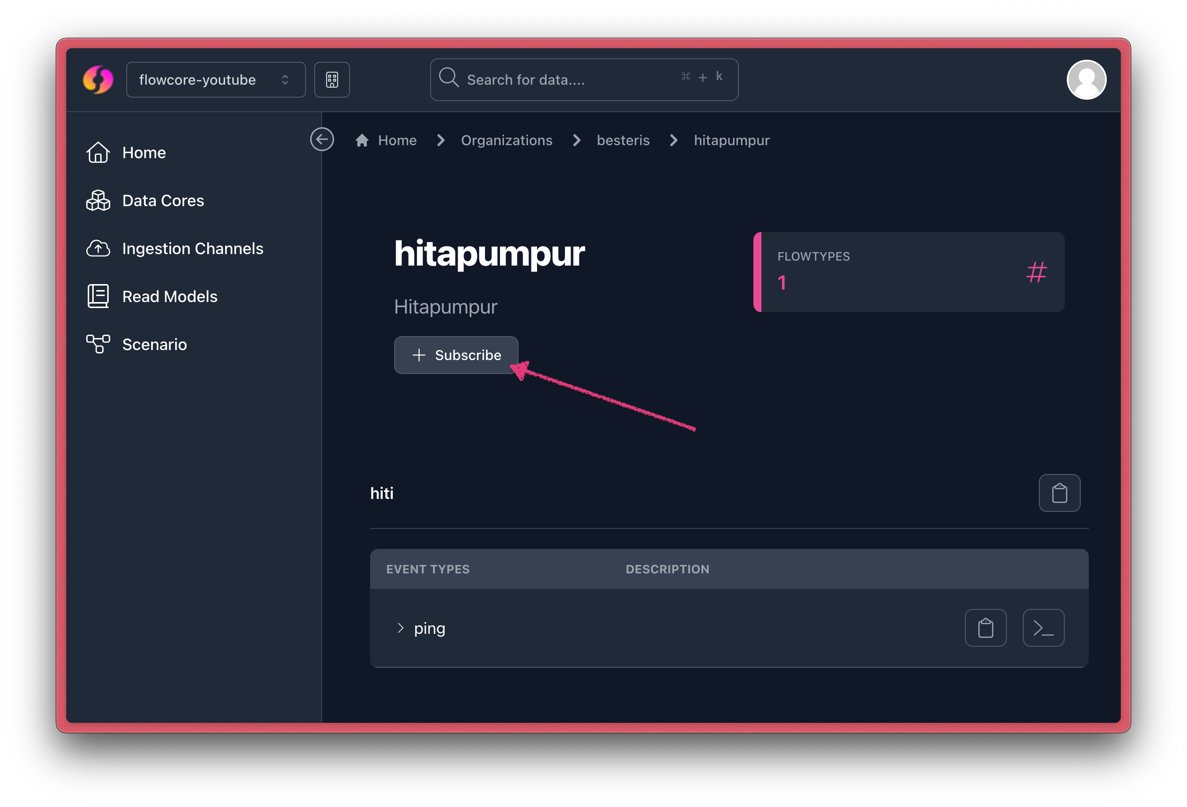 flowcore-youtube
Search for data.... ⌘ + k
Home
Data Cores
Ingestion Channels
Read Models
Scenario
Home > Organizations > besteris > hitapumpur
hitapumpur
Hitapumpur
+ Subscribe
FLOWTYPES
1
#
hiti
EVENT TYPES DESCRIPTION
> ping